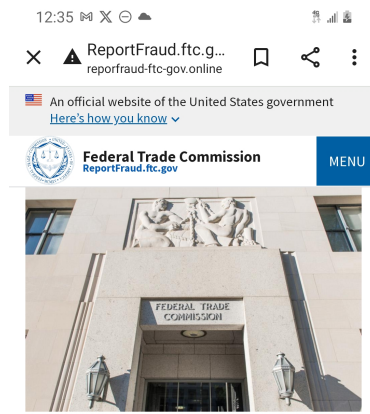 12:35
ReportFraud.ftc.g...
reporfraud-ftc-gov.online
An official website of the United States government
Here's how you know
Federal Trade Commission
ReportFraud.ftc.gov
MENU
FEDERAL TRADE
COMMISSION